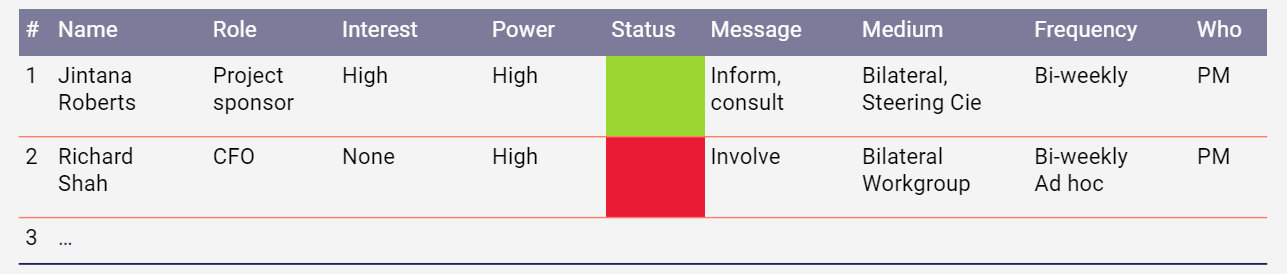 # Name Role Interest Power Status Message Medium Frequency Who
1 Jintana Project High High Inform, Bilateral, Bi-weekly PM
Roberts sponsor consult Steering Cie
2 Richard CFO None High Involve Bilateral Bi-weekly PM
Shah Workgroup Ad hoc
3 ...